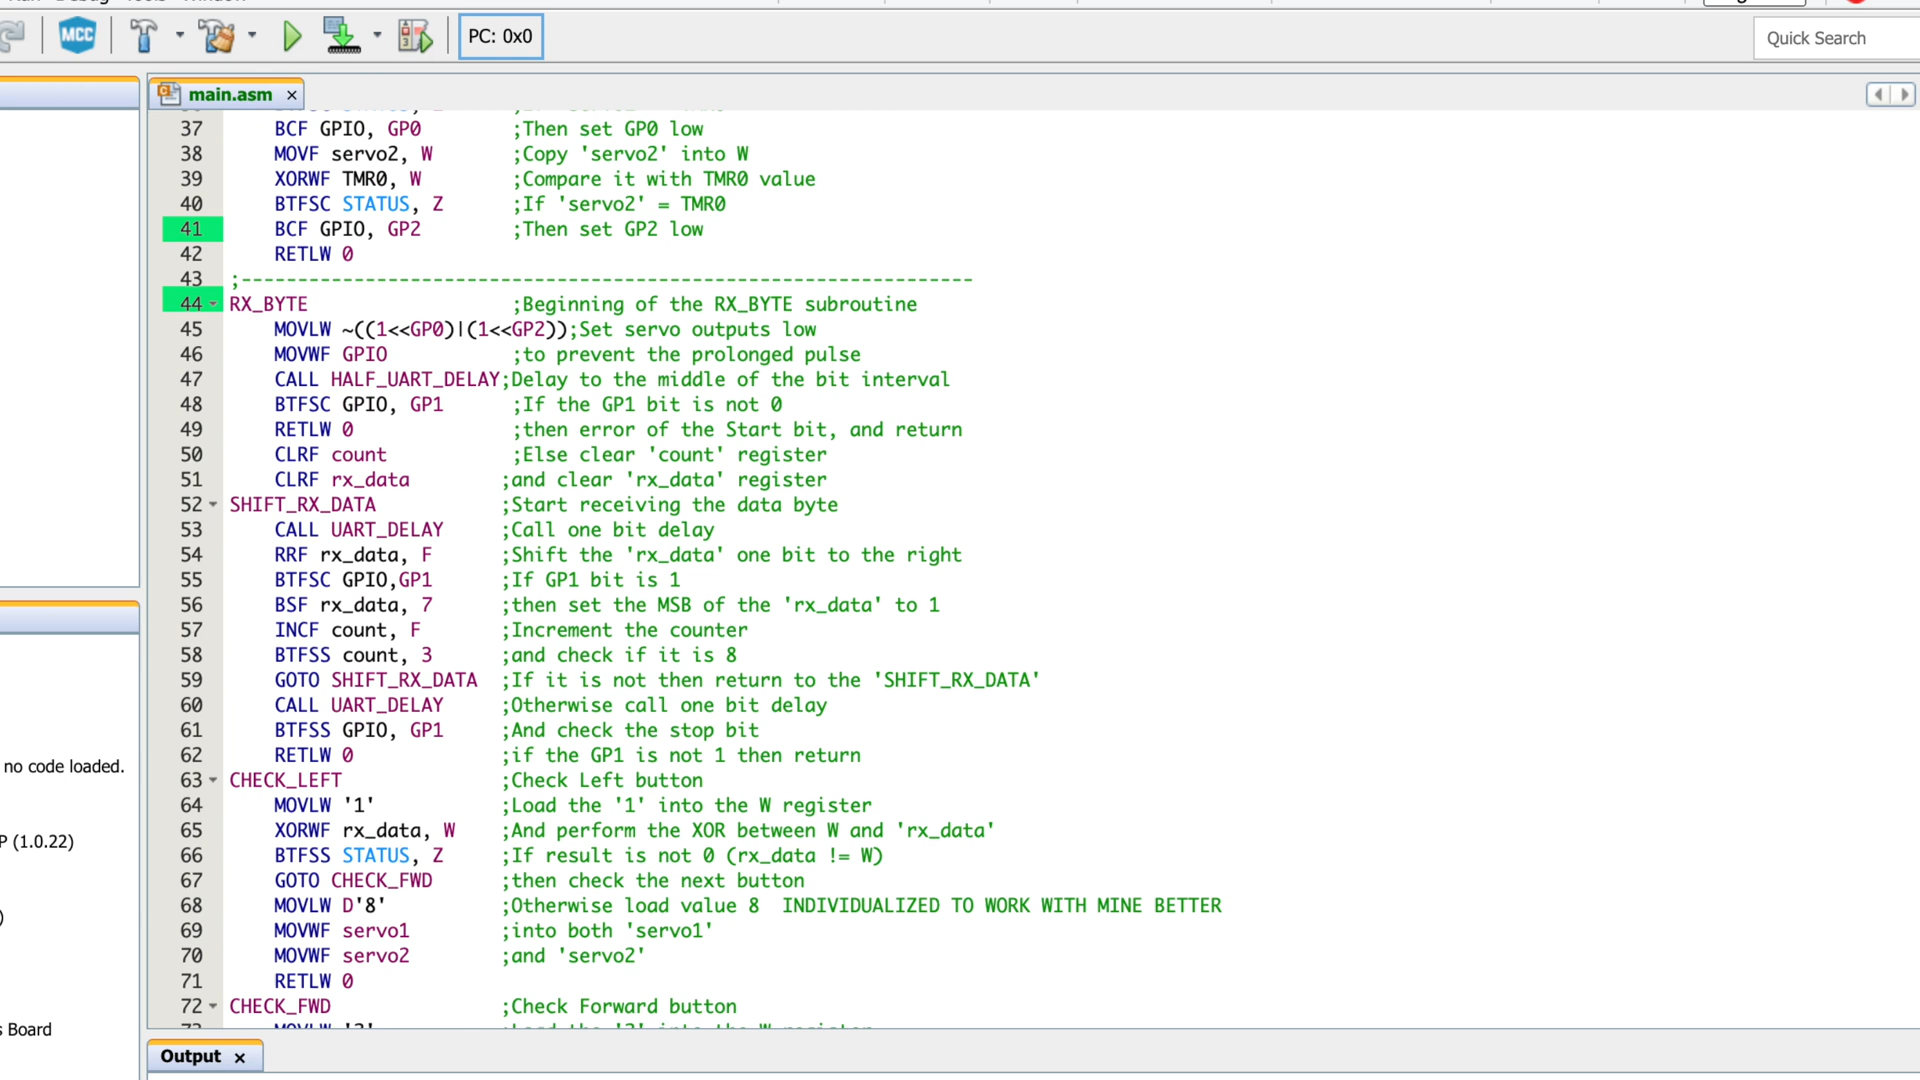 MCC
PC: 0x0
Quick Search
main.asm ×
37 BCF GPIO, GP0 ;Then set GP0 low
38 MOVF servo2, W ;Copy 'servo2' into W
39 XORWF TMR0, W ;Compare it with TMR0 value
40 BTFSC STATUS, Z ;If 'servo2' = TMR0
41 BCF GPIO, GP2 ;Then set GP2 low
42 RETLW 0
43 ;-----------------------------------------------------------------
44 RX_BYTE ;Beginning of the RX_BYTE subroutine
45 MOVLW ~((1<<GP0)|(1<<GP2));Set servo outputs low
46 MOVWF GPIO ;to prevent the prolonged pulse
47 CALL HALF_UART_DELAY;Delay to the middle of the bit interval
48 BTFSC GPIO, GP1 ;If the GP1 bit is not 0
49 RETLW 0 ;then error of the Start bit, and return
50 CLRF count ;Else clear 'count' register
51 CLRF rx_data ;and clear 'rx_data' register
52 SHIFT_RX_DATA ;Start receiving the data byte
53 CALL UART_DELAY ;Call one bit delay
54 RRF rx_data, F ;Shift the 'rx_data' one bit to the right
55 BTFSC GPIO,GP1 ;If GP1 bit is 1
56 BSF rx_data, 7 ;then set the MSB of the 'rx_data' to 1
57 INCF count, F ;Increment the counter
58 BTFSS count, 3 ;and check if it is 8
59 GOTO SHIFT_RX_DATA ;If it is not then return to the 'SHIFT_RX_DATA'
60 CALL UART_DELAY ;Otherwise call one bit delay
61 BTFSS GPIO, GP1 ;And check the stop bit
62 RETLW 0 ;if the GP1 is not 1 then return
63 CHECK_LEFT ;Check Left button
64 MOVLW '1' ;Load the '1' into the W register
65 XORWF rx_data, W ;And perform the XOR between W and 'rx_data'
66 BTFSS STATUS, Z ;If result is not 0 (rx_data != W)
67 GOTO CHECK_FWD ;then check the next button
68 MOVLW D'8' ;Otherwise load value 8 INDIVIDUALIZED TO WORK WITH MINE BETTER
69 MOVWF servo1 ;into both 'servo1'
70 MOVWF servo2 ;and 'servo2'
71 RETLW 0
72 CHECK_FWD ;Check Forward button
no code loaded.
P (1.0.22)
)
s Board
Output ×